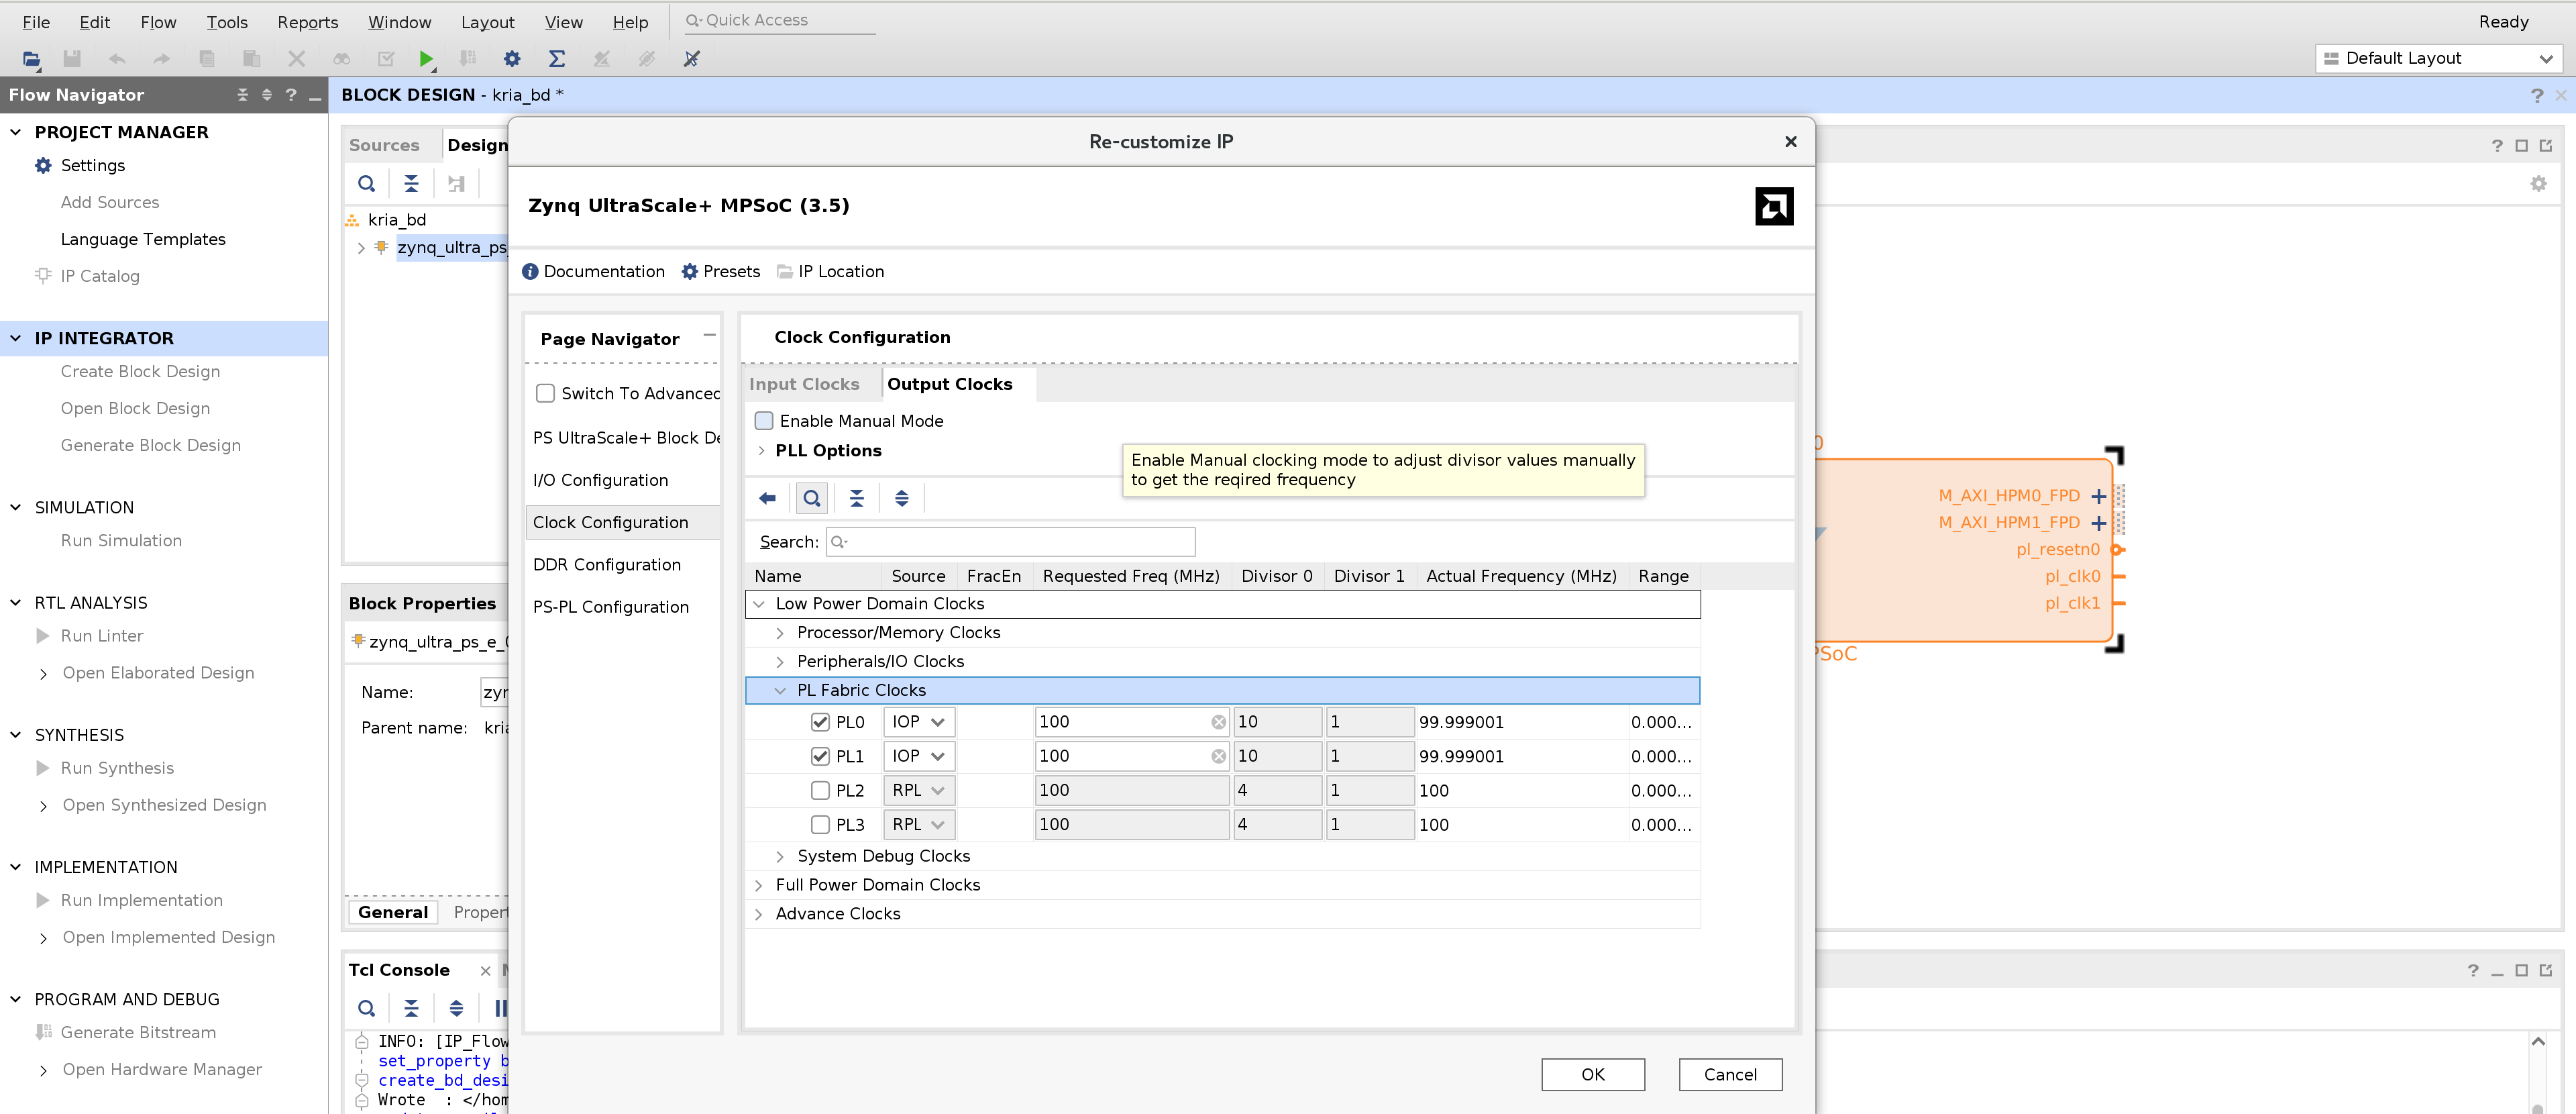 File Edit Flow Tools Reports Window Layout View Help Quick Access Ready
Default Layout
Flow Navigator
PROJECT MANAGER
Settings
Add Sources
Language Templates
IP Catalog
IP INTEGRATOR
Create Block Design
Open Block Design
Generate Block Design
SIMULATION
Run Simulation
RTL ANALYSIS
Run Linter
Open Elaborated Design
SYNTHESIS
Run Synthesis
Open Synthesized Design
IMPLEMENTATION
Run Implementation
Open Implemented Design
PROGRAM AND DEBUG
Generate Bitstream
Open Hardware Manager
BLOCK DESIGN - kria_bd *
Sources Design
kria_bd
zynq_ultra_ps
Block Properties
zynq_ultra_ps_e_0
Name: zyn
Parent name: kria
General Propert
Tcl Console
INFO: [IP_Flow
set_property b
create_bd_desi
Wrote : </hom
Re-customize IP
Zynq UltraScale+ MPSoC (3.5)
Documentation Presets IP Location
Page Navigator
Switch To Advanced
PS UltraScale+ Block De
I/O Configuration
Clock Configuration
DDR Configuration
PS-PL Configuration
Clock Configuration
Input Clocks Output Clocks
Enable Manual Mode
PLL Options
Enable Manual clocking mode to adjust divisor values manually
to get the reqired frequency
Search:
Name Source FracEn Requested Freq (MHz) Divisor 0 Divisor 1 Actual Frequency (MHz) Range
Low Power Domain Clocks
Processor/Memory Clocks
Peripherals/IO Clocks
PL Fabric Clocks
PL0 IOP 100 10 1 99.999001 0.000...
PL1 IOP 100 10 1 99.999001 0.000...
PL2 RPL 100 4 1 100 0.000...
PL3 RPL 100 4 1 100 0.000...
System Debug Clocks
Full Power Domain Clocks
Advance Clocks
OK Cancel
0
M_AXI_HPM0_FPD
M_AXI_HPM1_FPD
pl_resetn0
pl_clk0
pl_clk1
PSoC